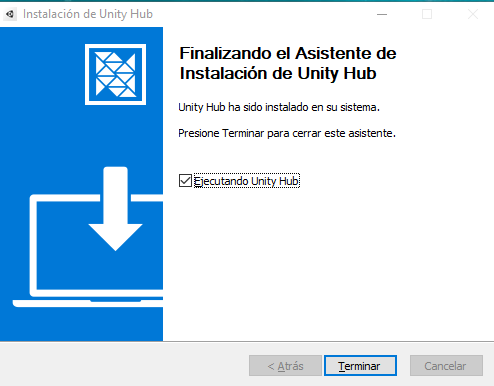 Instalación de Unity Hub
Finalizando el Asistente de
Instalación de Unity Hub
Unity Hub ha sido instalado en su sistema.
Presione Terminar para cerrar este asistente.
Ejecutando Unity Hub
< Atrás
Terminar
Cancelar